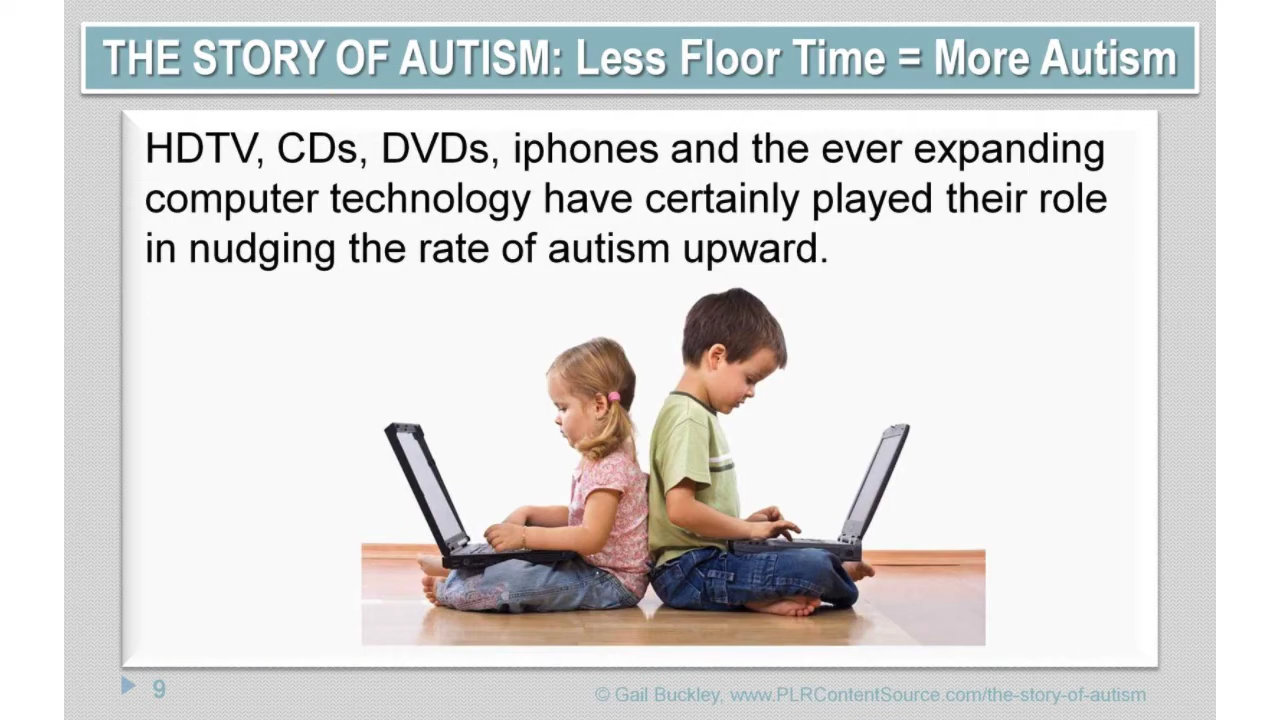 THE STORY OF AUTISM: Less Floor Time = More Autism
HDTV, CDs, DVDs, iphones and the ever expanding
computer technology have certainly played their role
in nudging the rate of autism upward.
9
© Gail Buckley, www.PLRContentSource.com/the-story-of-autism